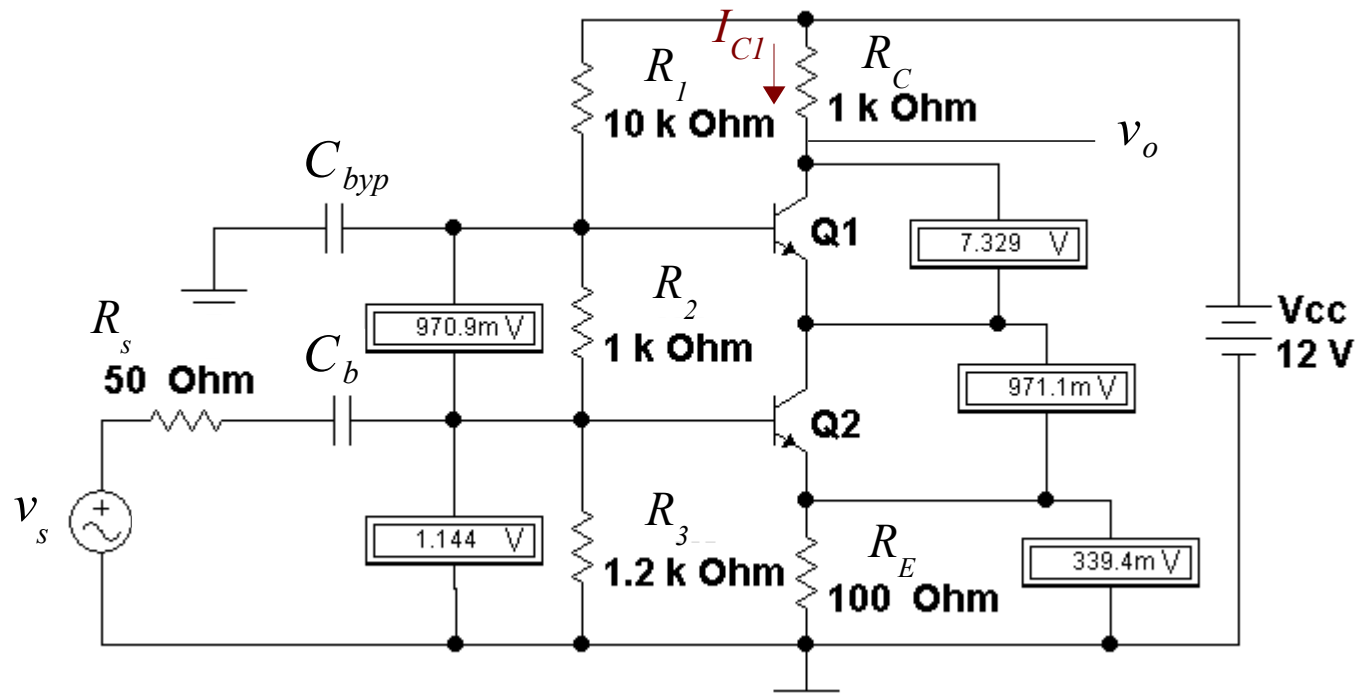 I_C1
R_C
1 k Ohm
R_1
10 k Ohm
v_o
C_byp
Q1
7.329 V
R_2
1 k Ohm
970.9m V
Vcc
12 V
R_s
50 Ohm
C_b
971.1m V
Q2
v_s
1.144 V
R_3
1.2 k Ohm
R_E
100 Ohm
339.4m V